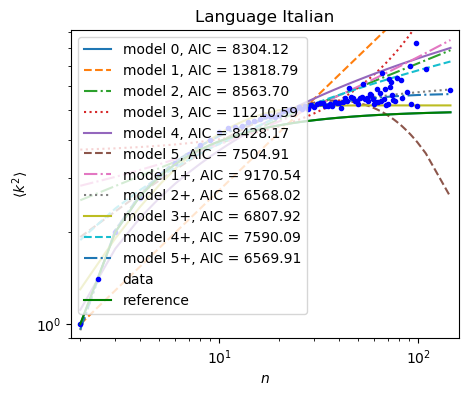 Language Italian
model 0, AIC = 8304.12
model 1, AIC = 13818.79
model 2, AIC = 8563.70
model 3, AIC = 11210.59
model 4, AIC = 8428.17
model 5, AIC = 7504.91
model 1+, AIC = 9170.54
model 2+, AIC = 6568.02
model 3+, AIC = 6807.92
model 4+, AIC = 7590.09
model 5+, AIC = 6569.91
data
reference
⟨k²⟩
10⁰
10¹
10²
n